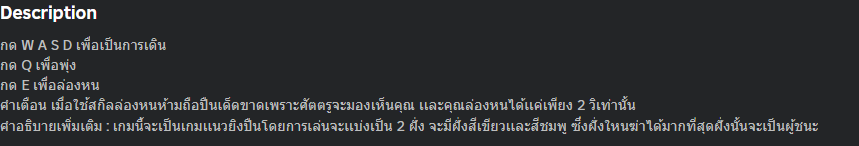 Description
กด W A S D เพื่อเป็นการเดิน
กด Q เพื่อพุ่ง
กด E เพื่อล่องหน
คำเตือน เมื่อใช้สกิลล่องหนห้ามถือปืนเด็ดขาดเพราะศัตตรูจะมองเห็นคุณ และคุณล่องหนได้แค่เพียง 2 วิเท่านั้น
คำอธิบายเพิ่มเติม : เกมนี้จะเป็นเกมแนวยิงปืนโดยการเล่นจะแบ่งเป็น 2 ฝั่ง จะมีฝั่งสีเขียวและสีชมพู ซึ่งฝั่งไหนฆ่าได้มากที่สุดฝั่งนั้นจะเป็นผู้ชนะ